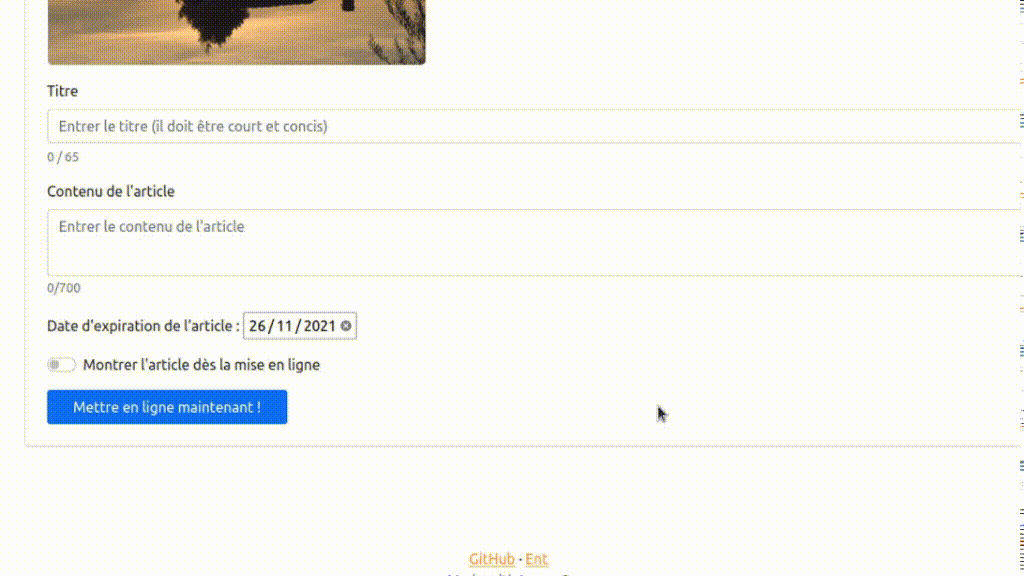 Titre
Entrer le titre (il doit être court et concis)
0 / 65
Contenu de l'article
Entrer le contenu de l'article
0/700
Date d'expiration de l'article : 26 / 11 / 2021
Montrer l'article dès la mise en ligne
Mettre en ligne maintenant !
GitHub · Ent